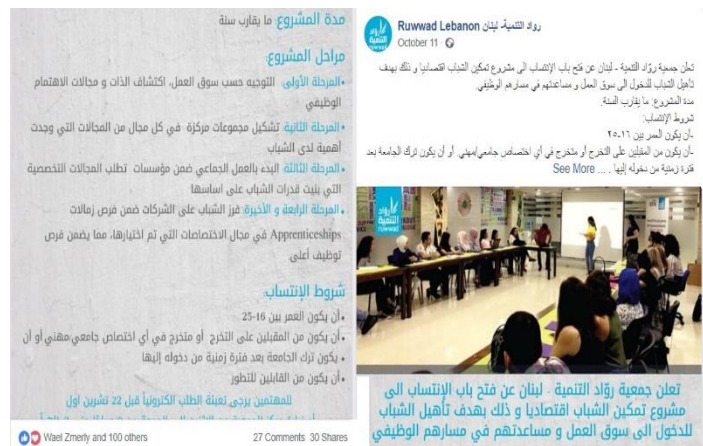 Ruwwad Lebanon رواد التنمية- لبنان
October 11
تعلن جمعية روّاد التنمية - لبنان عن فتح باب الإنتساب الى مشروع تمكين الشباب اقتصاديا و ذلك بهدف
تأهيل الشباب للدخول الى سوق العمل و مساعدتهم في مسارهم الوظيفي
مدة المشروع: ما يقارب السنة.
شروط الإنتساب:
-أن يكون العمر بين ١٦-٢٥
-أن يكون من المقبلين على التخرج أو متخرج في أي اختصاص جامعي/مهني. أو أن يكون ترك الجامعة بعد
فترة زمنية من دخوله إليها . ... See More
رواد
التنمية
ruwwad
تعلن جمعية روّاد التنمية - لبنان عن فتح باب الإنتساب الى
مشروع تمكين الشباب اقتصاديا و ذلك بهدف تأهيل الشباب
للدخول الى سوق العمل و مساعدتهم في مسارهم الوظيفي
مدة المشروع: ما يقارب سنة
مراحل المشروع:
•المرحلة الأولى: التوجيه حسب سوق العمل، اكتشاف الذات و مجالات الاهتمام
الوظيفي
•المرحلة الثانية: تشكيل مجموعات مركزة في كل مجال من المجالات التي وجدت
أهمية لدى الشباب
•المرحلة الثالثة: البدء بالعمل الجماعي ضمن مؤسسات تطلب المجالات التخصصية
التي بنيت قدرات الشباب على اساسها
•المرحلة الرابعة و الأخيرة: فرز الشباب على الشركات ضمن فرص زمالات
Apprenticeships في مجال الاختصاصات التي تم اختيارها، مما يضمن فرص
توظيف أعلى.
شروط الإنتساب:
•أن يكون العمر بين 16-25
•أن يكون من المقبلين على التخرج أو متخرج في أي اختصاص جامعي/مهني أو أن
•يكون ترك الجامعة بعد فترة زمنية من دخوله إليها
•أن يكون من القابلين للتطور
للمهتمين يرجى تعبئة الطلب الكترونياً قبل 22 تشرين اول
Wael Zmerly and 100 others
27 Comments 30 Shares